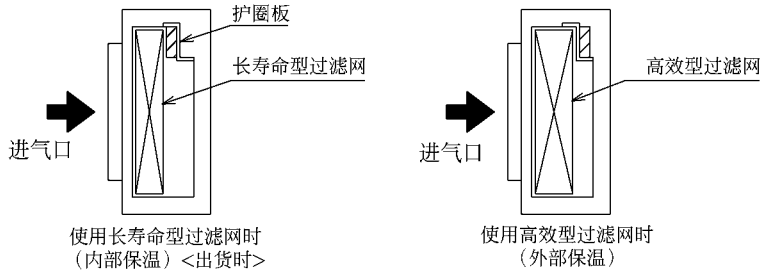 护圈板
长寿命型过滤网
高效型过滤网
进气口
进气口
使用长寿命型过滤网时
（内部保温）<出货时>
使用高效型过滤网时
（外部保温）